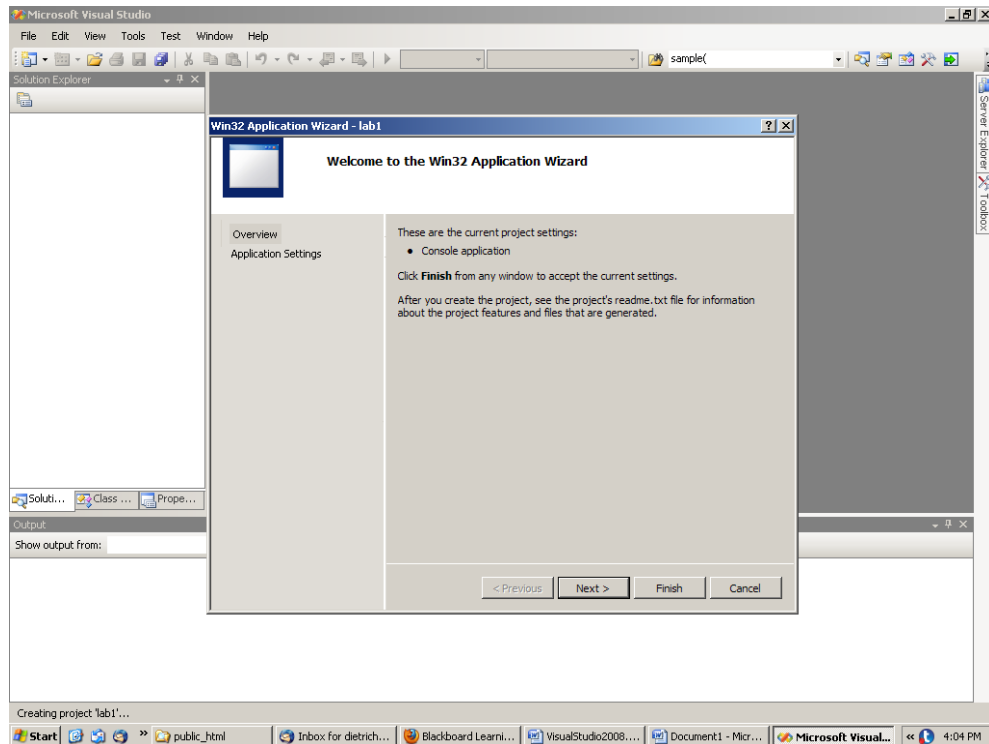 Microsoft Visual Studio
File Edit View Tools Test Window Help
sample(
Solution Explorer
Server Explorer
Toolbox
Win32 Application Wizard - lab1
Welcome to the Win32 Application Wizard
Overview
Application Settings
These are the current project settings:
• Console application
Click Finish from any window to accept the current settings.
After you create the project, see the project's readme.txt file for information
about the project features and files that are generated.
< Previous Next > Finish Cancel
Soluti... Class ... Prope...
Output
Show output from:
Creating project 'lab1'...
Start » public_html Inbox for dietrich... Blackboard Learni... VisualStudio2008.... Document1 - Micr... Microsoft Visual... « 4:04 PM